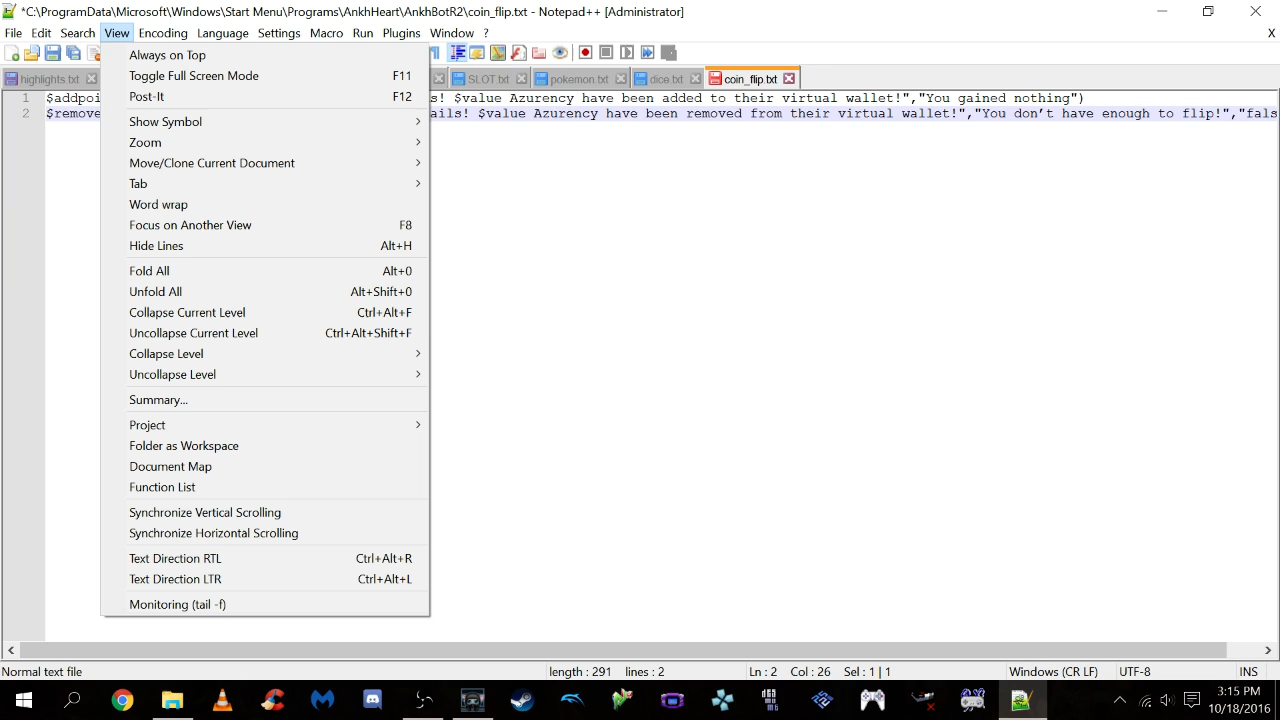 *C:\ProgramData\Microsoft\Windows\Start Menu\Programs\AnkhHeart\AnkhBotR2\coin_flip.txt - Notepad++ [Administrator]
File Edit Search View Encoding Language Settings Macro Run Plugins Window ? X
highlights.txt SLOT.txt pokemon.txt dice.txt coin_flip.txt
1 $addpoi s! $value Azurency have been added to their virtual wallet!","You gained nothing")
2 $remove ails! $value Azurency have been removed from their virtual wallet!","You don't have enough to flip!","fals
Always on Top
Toggle Full Screen Mode F11
Post-It F12
Show Symbol >
Zoom >
Move/Clone Current Document >
Tab >
Word wrap
Focus on Another View F8
Hide Lines Alt+H
Fold All Alt+0
Unfold All Alt+Shift+0
Collapse Current Level Ctrl+Alt+F
Uncollapse Current Level Ctrl+Alt+Shift+F
Collapse Level >
Uncollapse Level >
Summary...
Project >
Folder as Workspace
Document Map
Function List
Synchronize Vertical Scrolling
Synchronize Horizontal Scrolling
Text Direction RTL Ctrl+Alt+R
Text Direction LTR Ctrl+Alt+L
Monitoring (tail -f)
Normal text file length : 291 lines : 2 Ln : 2 Col : 26 Sel : 1 | 1 Windows (CR LF) UTF-8 INS
3:15 PM
10/18/2016